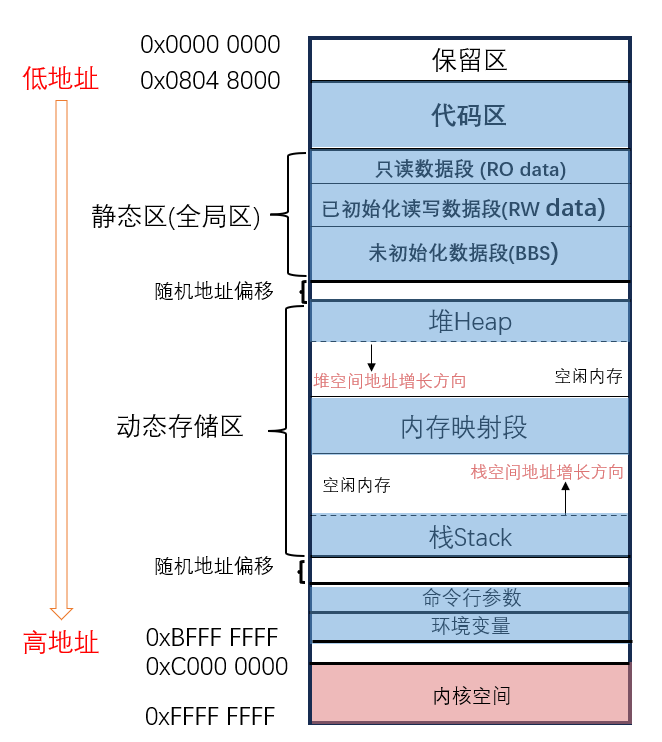 0x0000 0000
保留区
低地址
0x0804 8000
代码区
只读数据段 (RO data)
静态区(全局区)
已初始化读写数据段(RW data)
未初始化数据段(BBS)
随机地址偏移
堆Heap
堆空间地址增长方向
空闲内存
动态存储区
内存映射段
栈空间地址增长方向
空闲内存
栈Stack
随机地址偏移
命令行参数
环境变量
高地址
0xBFFF FFFF
0xC000 0000
内核空间
0xFFFF FFFF